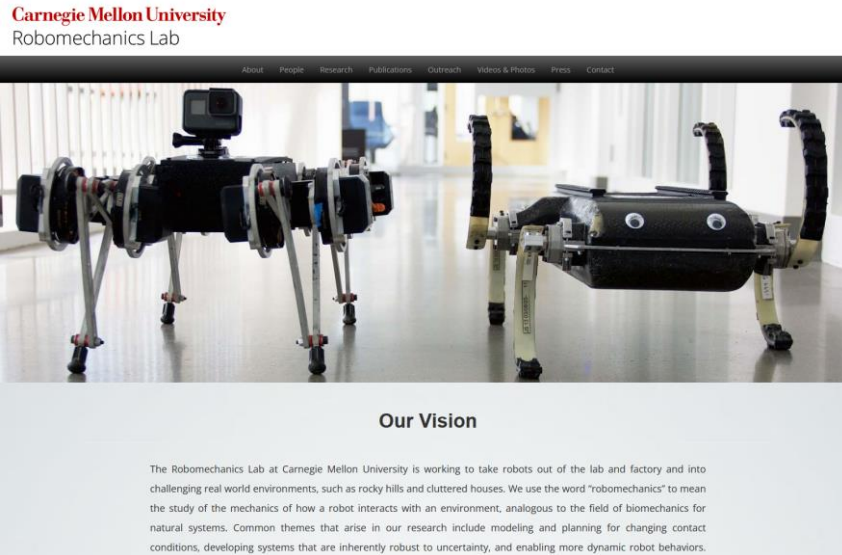 Carnegie Mellon University
Robomechanics Lab
About People Research Publications Outreach Videos & Photos Press Contact
Our Vision
The Robomechanics Lab at Carnegie Mellon University is working to take robots out of the lab and factory and into
challenging real world environments, such as rocky hills and cluttered houses. We use the word "robomechanics" to mean
the study of the mechanics of how a robot interacts with an environment, analogous to the field of biomechanics for
natural systems. Common themes that arise in our research include modeling and planning for changing contact
conditions, developing systems that are inherently robust to uncertainty, and enabling more dynamic robot behaviors.